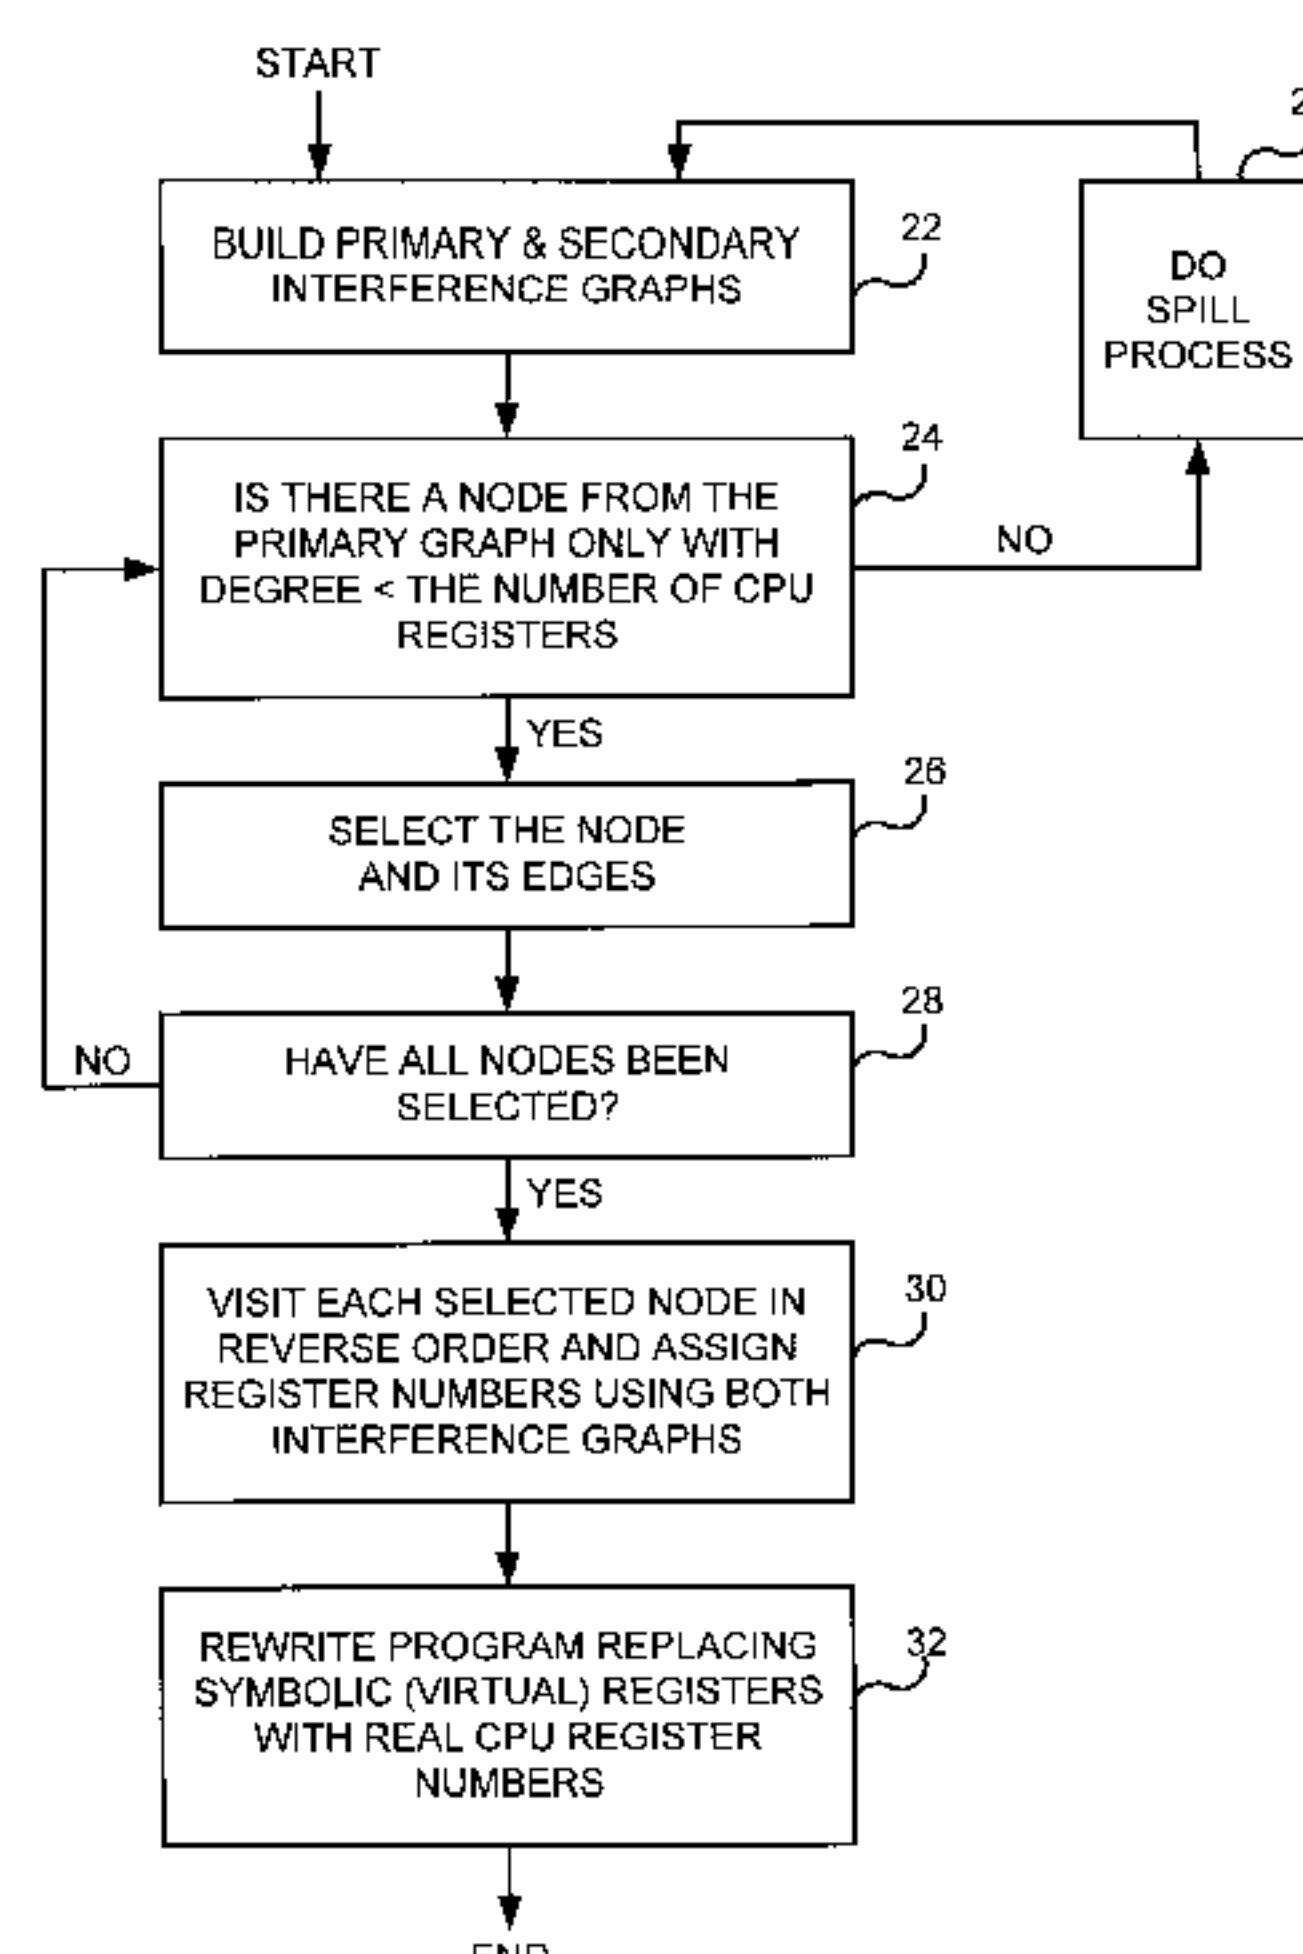 START
BUILD PRIMARY & SECONDARY
INTERFERENCE GRAPHS
22
DO
SPILL
PROCESS
IS THERE A NODE FROM THE
PRIMARY GRAPH ONLY WITH
DEGREE < THE NUMBER OF CPU
REGISTERS
24
NO
YES
SELECT THE NODE
AND ITS EDGES
26
HAVE ALL NODES BEEN
SELECTED?
28
NO
YES
VISIT EACH SELECTED NODE IN
REVERSE ORDER AND ASSIGN
REGISTER NUMBERS USING BOTH
INTERFERENCE GRAPHS
30
REWRITE PROGRAM REPLACING
SYMBOLIC (VIRTUAL) REGISTERS
WITH REAL CPU REGISTER
NUMBERS
32